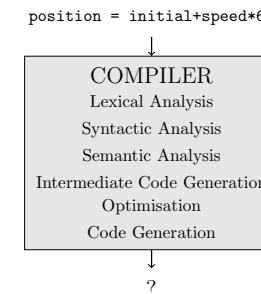 position = initial+speed*6
COMPILER
Lexical Analysis
Syntactic Analysis
Semantic Analysis
Intermediate Code Generation
Optimisation
Code Generation
?